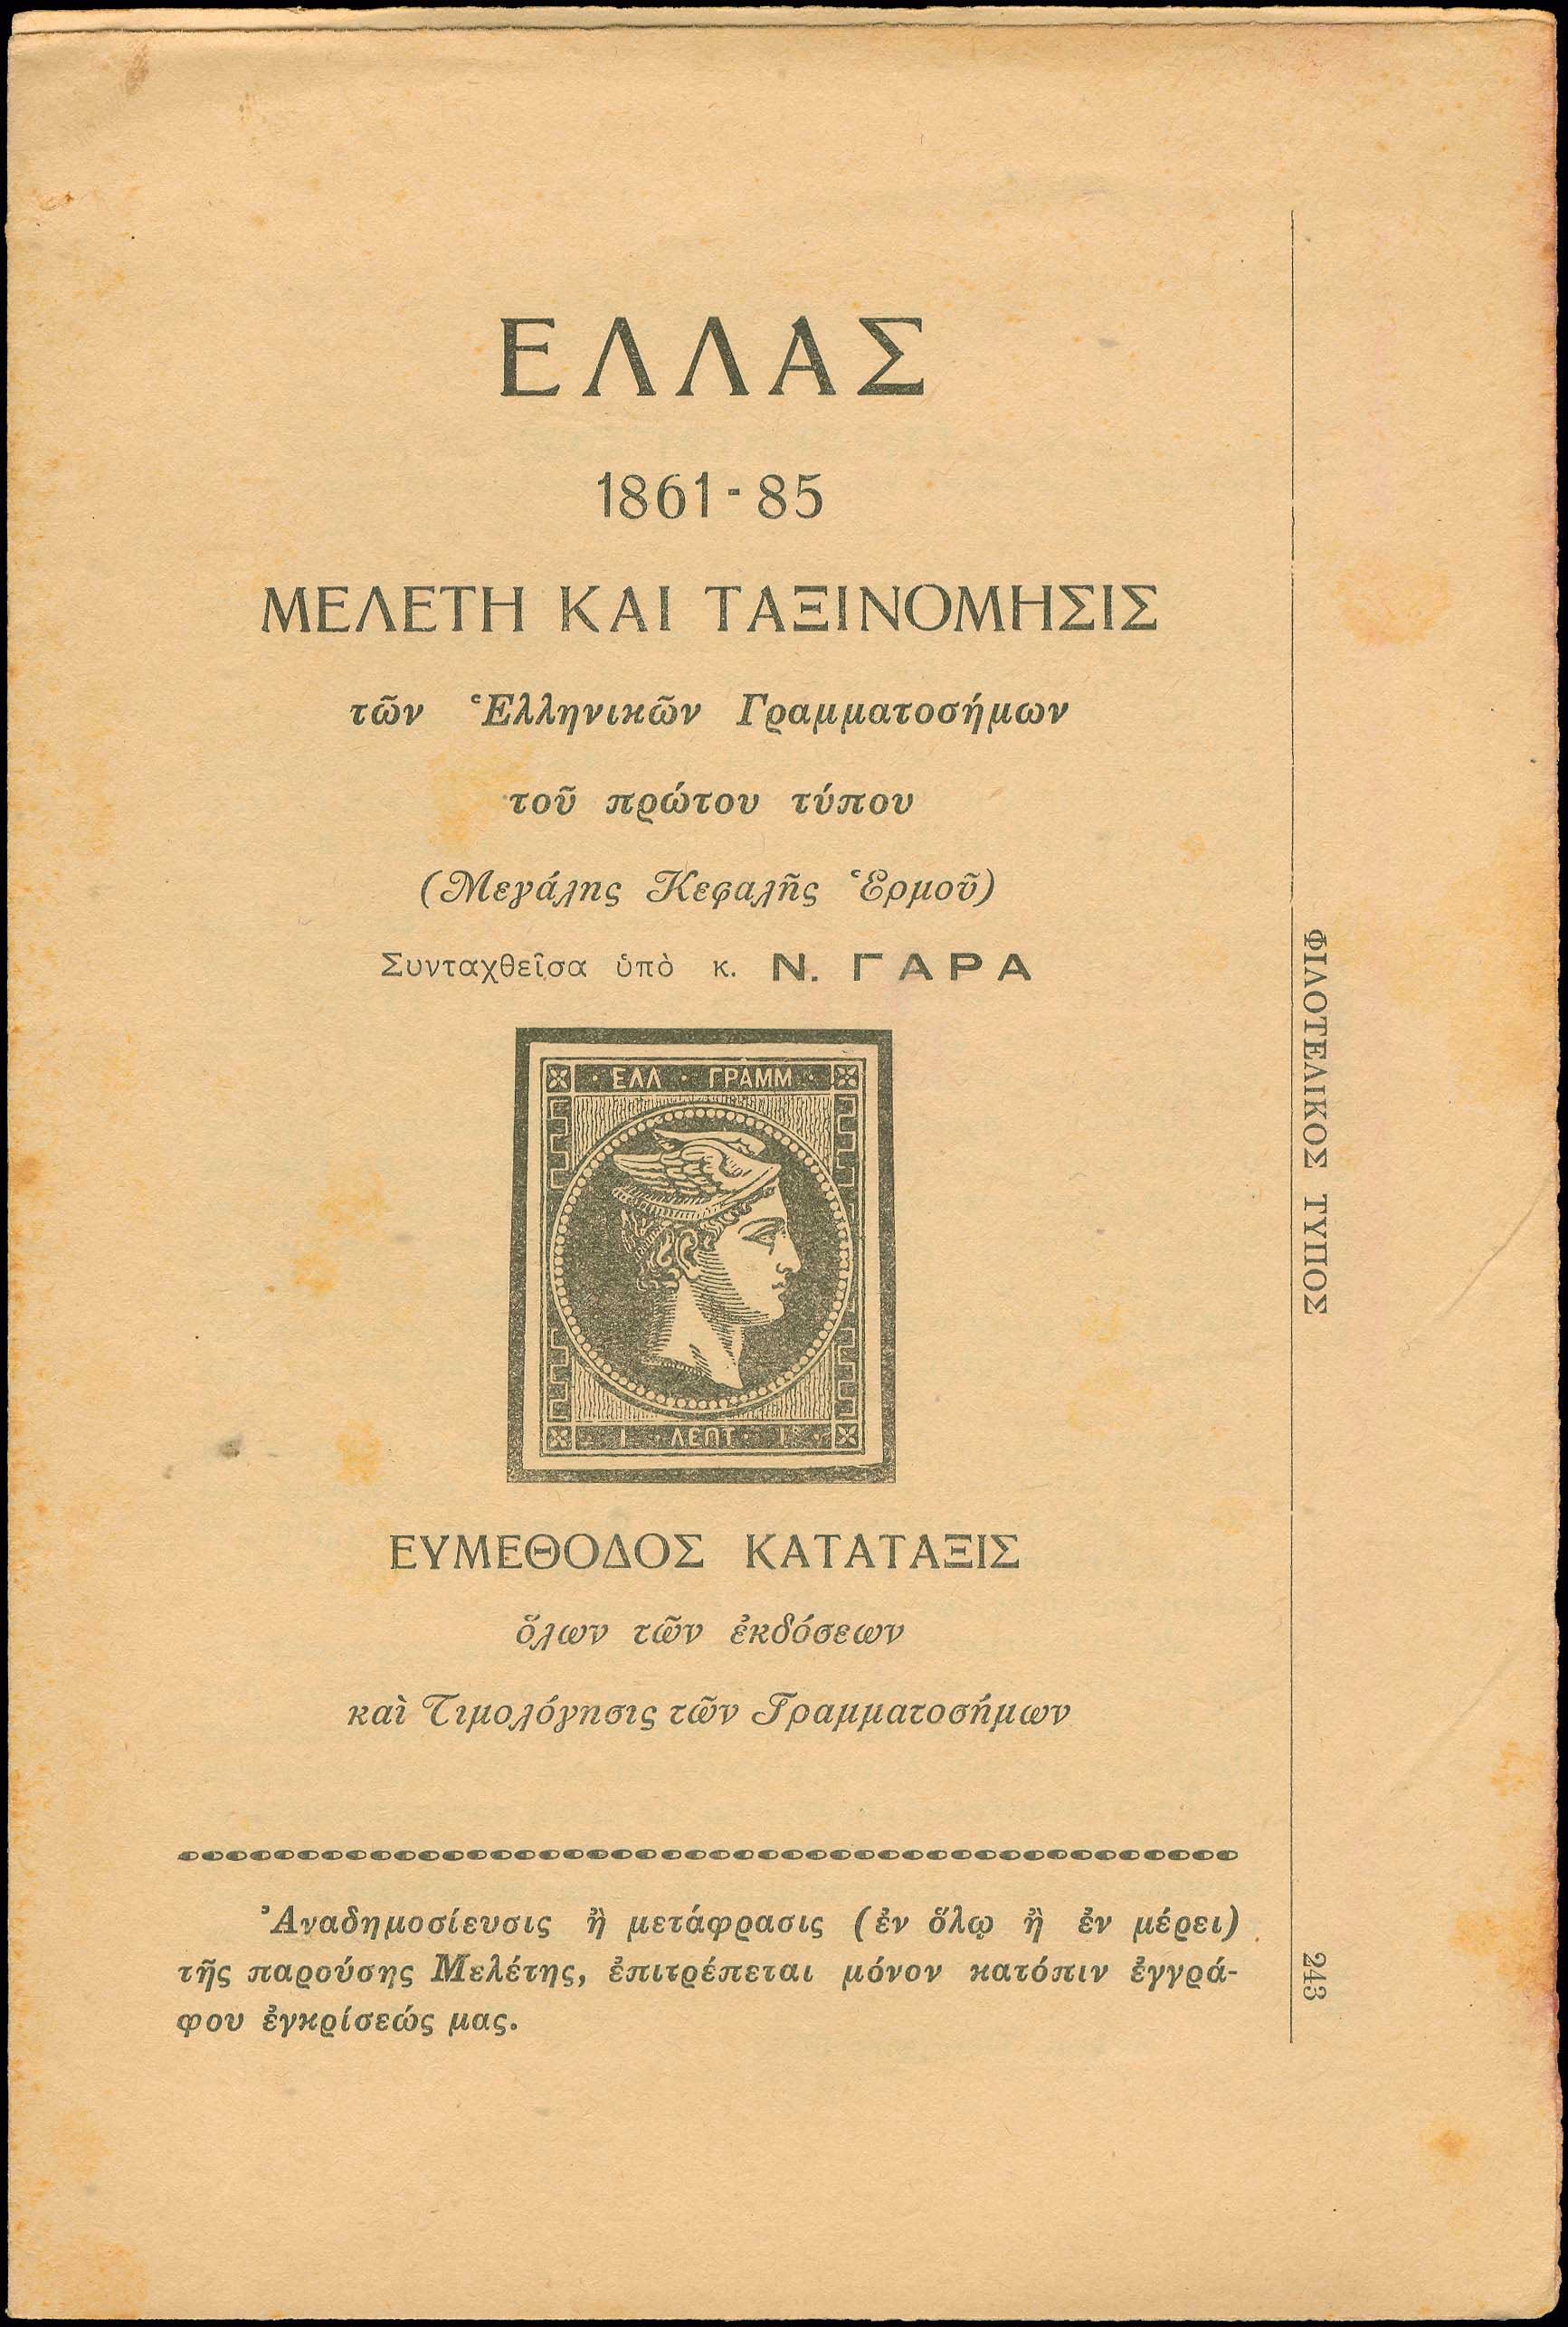 ΕΛΛΑΣ
1861-85
ΜΕΛΕΤΗ ΚΑΙ ΤΑΞΙΝΟΜΗΣΙΣ
τῶν Ἑλληνικῶν Γραμματοσήμων
τοῦ πρώτου τύπου
(Μεγάλης Κεφαλῆς Ἑρμοῦ)
Συνταχθεῖσα ὑπὸ κ. Ν. ΓΑΡΑ
ΕΛΛ · ΓΡΑΜΜ
1 · ΛΕΠΤ · 1
ΕΥΜΕΘΟΔΟΣ ΚΑΤΑΤΑΞΙΣ
ὅλων τῶν ἐκδόσεων
καὶ Τιμολόγησις τῶν Γραμματοσήμων
Ἀναδημοσίευσις ἢ μετάφρασις (ἐν ὅλῳ ἢ ἐν μέρει)
τῆς παρούσης Μελέτης, ἐπιτρέπεται μόνον κατόπιν ἐγγρά-
φου ἐγκρίσεώς μας.
ΦΙΛΟΤΕΛΙΚΟΣ ΤΥΠΟΣ
243